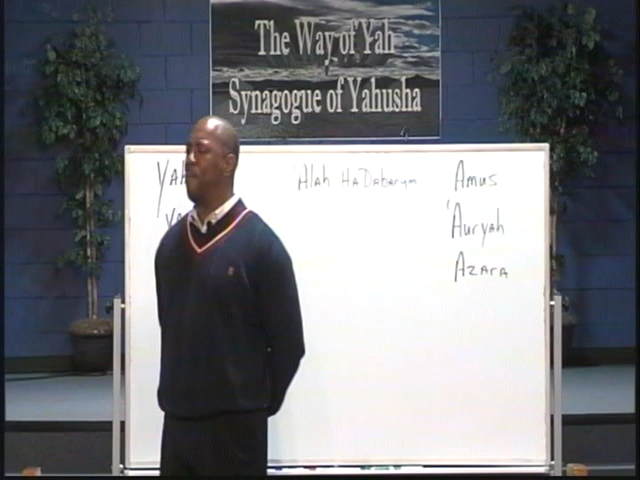 The Way of Yah
Synagogue of Yahusha
'Alah HaDabarym
Amus
'Auryah
Azara